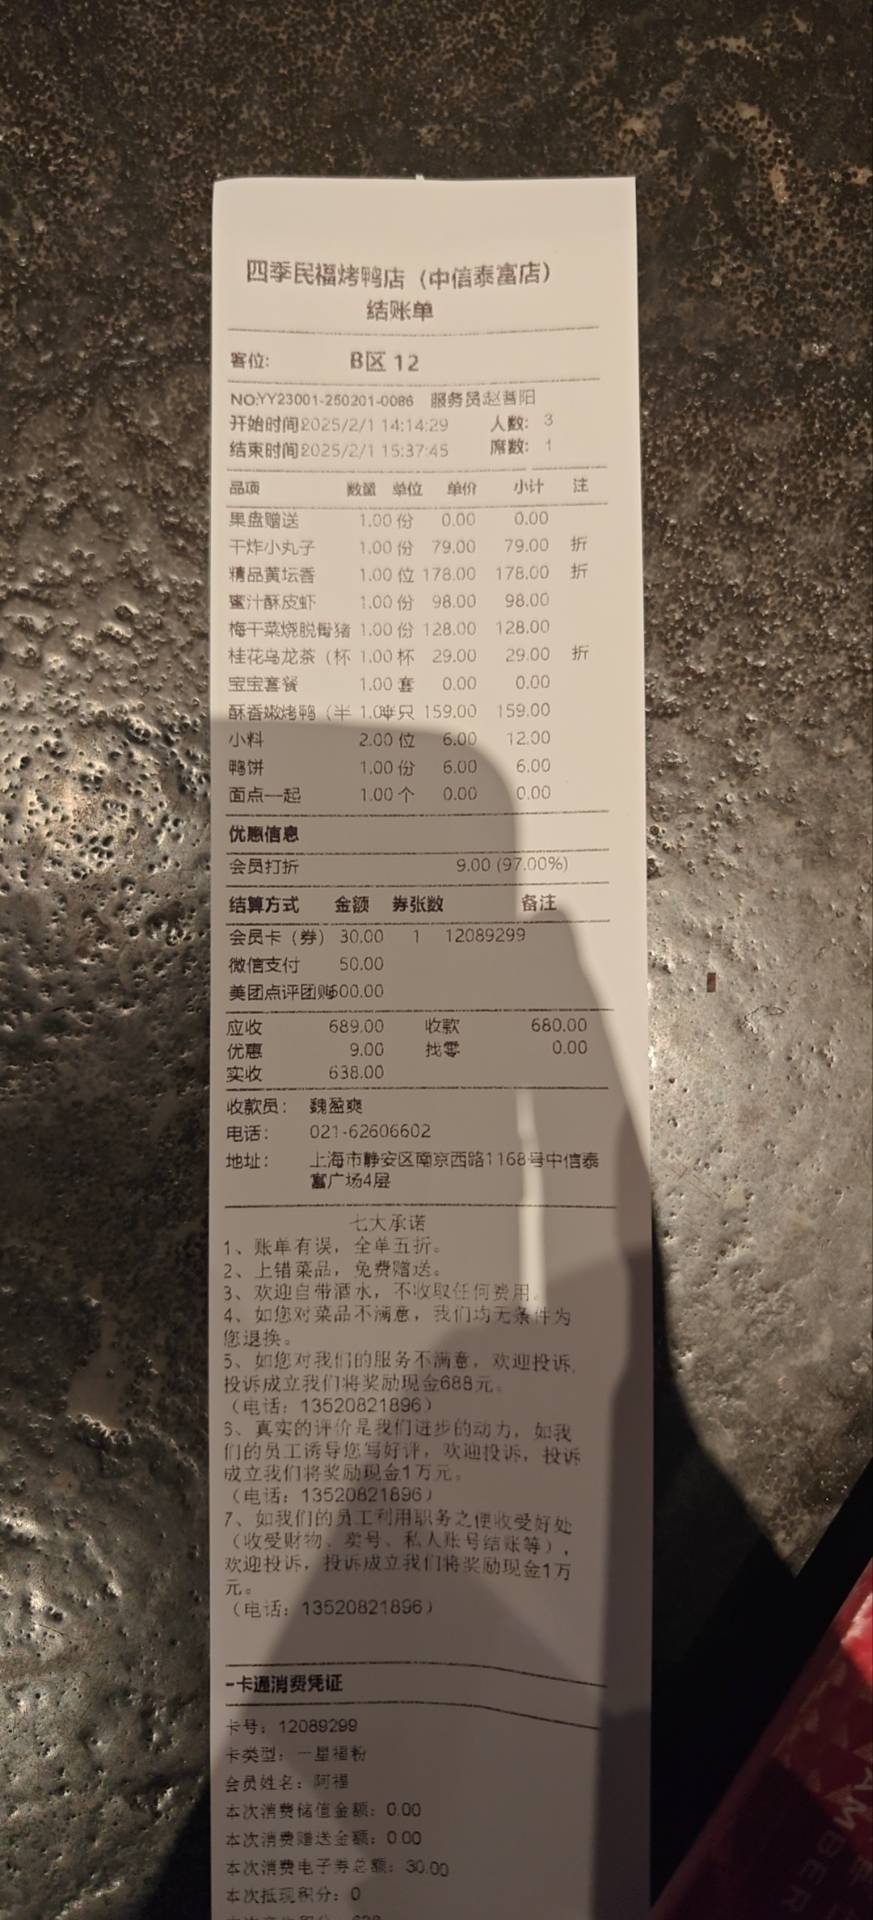 四季民福烤鸭店（中信泰富店）
结账单
客位： B区 12
NO:YY23001-250201-0086 服务员赵菩阳
开始时间2025/2/1 14:14:29 人数： 3
结束时间2025/2/1 15:37:45 席数： 1
品项 数量 单位 单价 小计 注
果盘赠送 1.00 份 0.00 0.00
干炸小丸子 1.00 份 79.00 79.00 折
精品黄坛香 1.00 位 178.00 178.00 折
蜜汁酥皮虾 1.00 份 98.00 98.00
梅干菜烧脱骨猪 1.00 份 128.00 128.00
桂花乌龙茶（杯 1.00 杯 29.00 29.00 折
宝宝套餐 1.00 套 0.00 0.00
酥香嫩烤鸭（半 1.0半只 159.00 159.00
小料 2.00 位 6.00 12.00
鸭饼 1.00 份 6.00 6.00
面点一起 1.00 个 0.00 0.00
优惠信息
会员打折 9.00 (97.00%)
结算方式 金额 券张数 备注
会员卡（券） 30.00 1 12089299
微信支付 50.00
美团点评团购600.00
应收 689.00 收款 680.00
优惠 9.00 找零 0.00
实收 638.00
收款员： 魏盈爽
电话： 021-62606602
地址： 上海市静安区南京西路1168号中信泰
富广场4层
七大承诺
1、账单有误，全单五折。
2、上错菜品，免费赠送。
3、欢迎自带酒水，不收取任何费用。
4、如您对菜品不满意，我们均无条件为
您退换。
5、如您对我们的服务不满意，欢迎投诉，
投诉成立我们将奖励现金688元。
（电话：13520821896）
6、真实的评价是我们进步的动力，如我
们的员工诱导您写好评，欢迎投诉，投诉
成立我们将奖励现金1万元。
（电话：13520821896）
7、如我们的员工利用职务之便收受好处
（收受财物、卖号、私人账号结账等），
欢迎投诉，投诉成立我们将奖励现金1万
元。
（电话：13520821896）
-卡通消费凭证
卡号：12089299
卡类型：一星福粉
会员姓名：阿福
本次消费储值金额：0.00
本次消费赠送金额：0.00
本次消费电子券总额：30.00
本次抵现积分：0